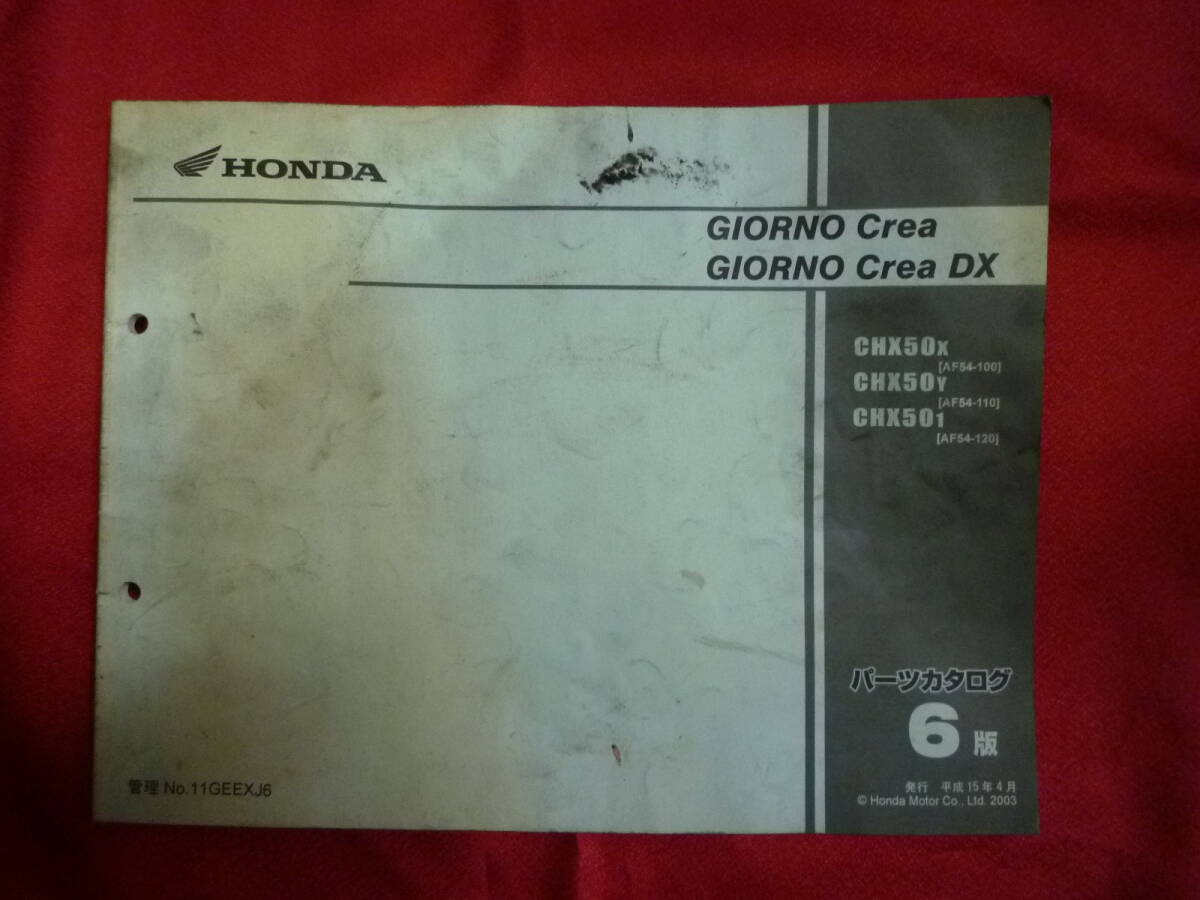 HONDA
GIORNO Crea
GIORNO Crea DX
CHX50X
[AF54-100]
CHX50Y
[AF54-110]
CHX501
[AF54-120]
パーツカタログ
6版
管理 No.11GEEXJ6
発行 平成15年4月
© Honda Motor Co., Ltd. 2003